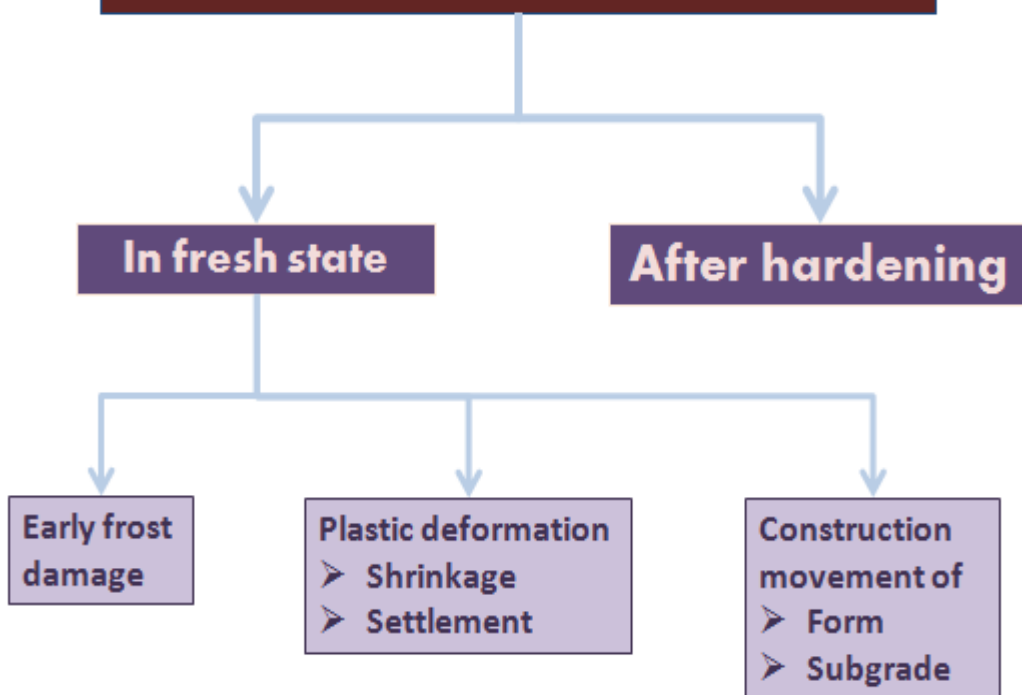 In fresh state
After hardening
Early frost
damage
Plastic deformation
➢ Shrinkage
➢ Settlement
Construction
movement of
➢ Form
➢ Subgrade